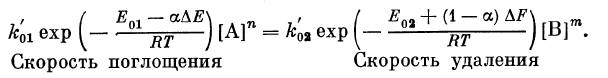 k′₀₁ exp (− (E₀₁ − αΔE) / RT) [A]ⁿ = k′₀₂ exp (− (E₀₂ + (1 − α) ΔF) / RT) [B]ᵐ.
Скорость поглощения Скорость удаления